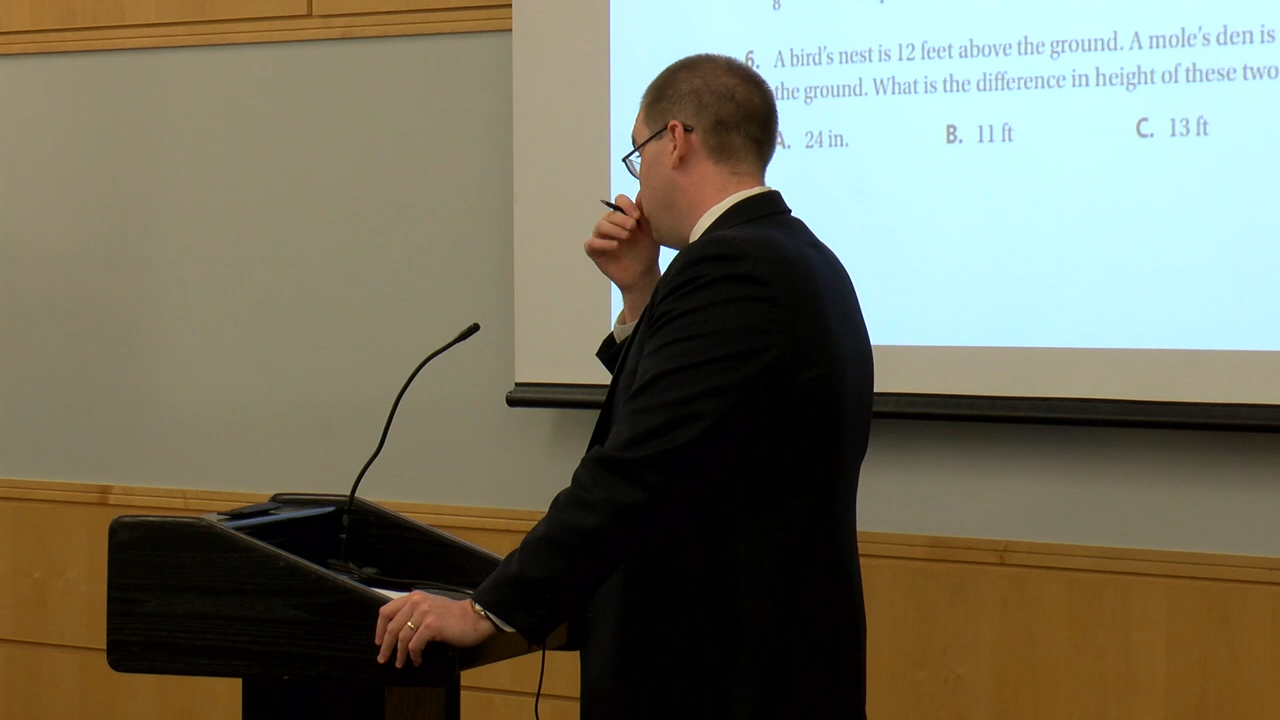 8
6. A bird's nest is 12 feet above the ground. A mole's den is
the ground. What is the difference in height of these two
A. 24 in. B. 11 ft C. 13 ft